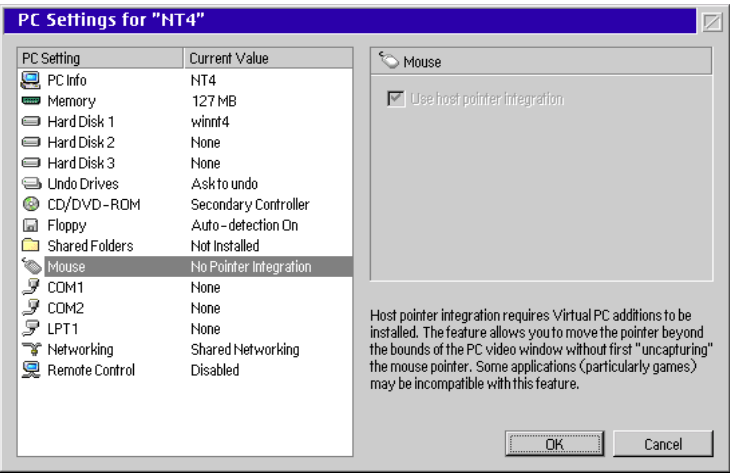 PC Settings for "NT4"
PC Setting Current Value
PC Info NT4
Memory 127 MB
Hard Disk 1 winnt4
Hard Disk 2 None
Hard Disk 3 None
Undo Drives Ask to undo
CD/DVD-ROM Secondary Controller
Floppy Auto-detection On
Shared Folders Not Installed
Mouse No Pointer Integration
COM1 None
COM2 None
LPT1 None
Networking Shared Networking
Remote Control Disabled
Mouse
Use host pointer integration
Host pointer integration requires Virtual PC additions to be
installed. The feature allows you to move the pointer beyond
the bounds of the PC video window without first "uncapturing"
the mouse pointer. Some applications (particularly games)
may be incompatible with this feature.
OK Cancel